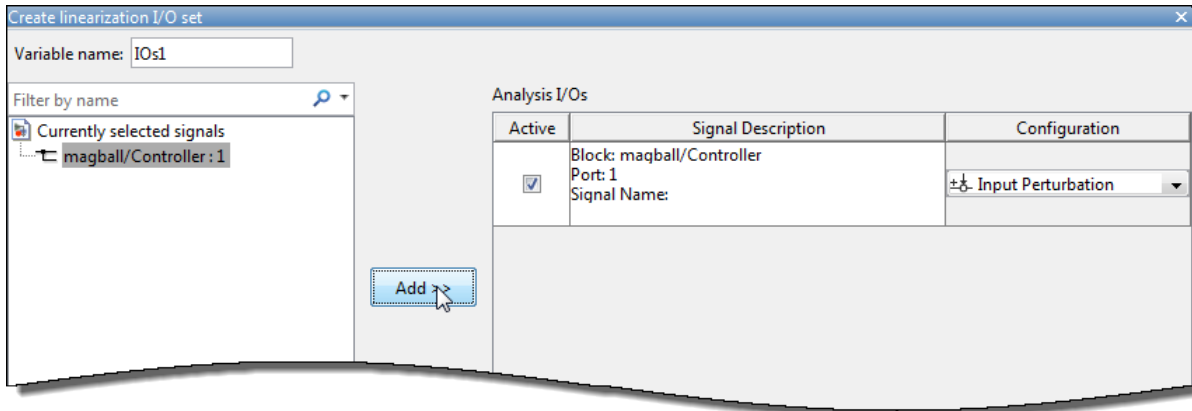 Create linearization I/O set
Variable name: IOs1
Filter by name
Currently selected signals
magball/Controller : 1
Add >>
Analysis I/Os
Active Signal Description Configuration
Block: magball/Controller
Port: 1
Signal Name:
Input Perturbation